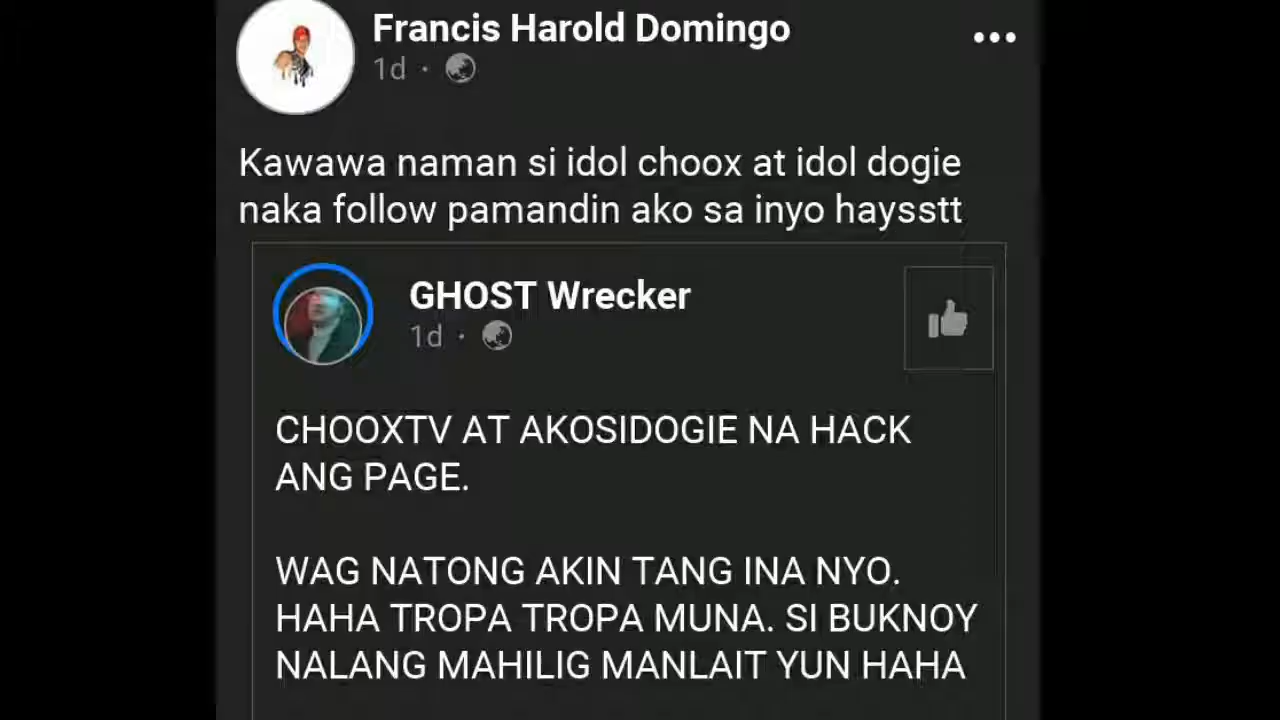 Francis Harold Domingo
1d ·
Kawawa naman si idol choox at idol dogie
naka follow pamandin ako sa inyo haysstt
GHOST Wrecker
1d ·
CHOOXTV AT AKOSIDOGIE NA HACK
ANG PAGE.
WAG NATONG AKIN TANG INA NYO.
HAHA TROPA TROPA MUNA. SI BUKNOY
NALANG MAHILIG MANLAIT YUN HAHA